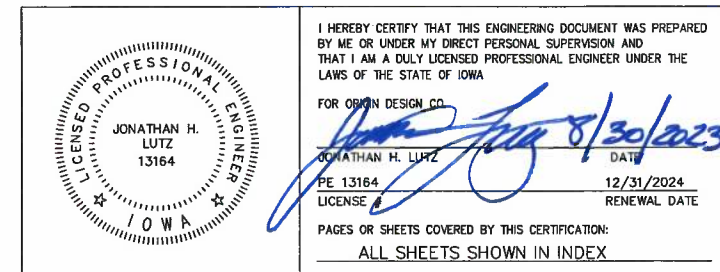 LICENSED PROFESSIONAL ENGINEER
JONATHAN H.
LUTZ
13164
IOWA
I HEREBY CERTIFY THAT THIS ENGINEERING DOCUMENT WAS PREPARED
BY ME OR UNDER MY DIRECT PERSONAL SUPERVISION AND
THAT I AM A DULY LICENSED PROFESSIONAL ENGINEER UNDER THE
LAWS OF THE STATE OF IOWA
FOR ORIGIN DESIGN CO.
8/30/2023
JONATHAN H. LUTZ DATE
PE 13164 12/31/2024
LICENSE # RENEWAL DATE
PAGES OR SHEETS COVERED BY THIS CERTIFICATION:
ALL SHEETS SHOWN IN INDEX